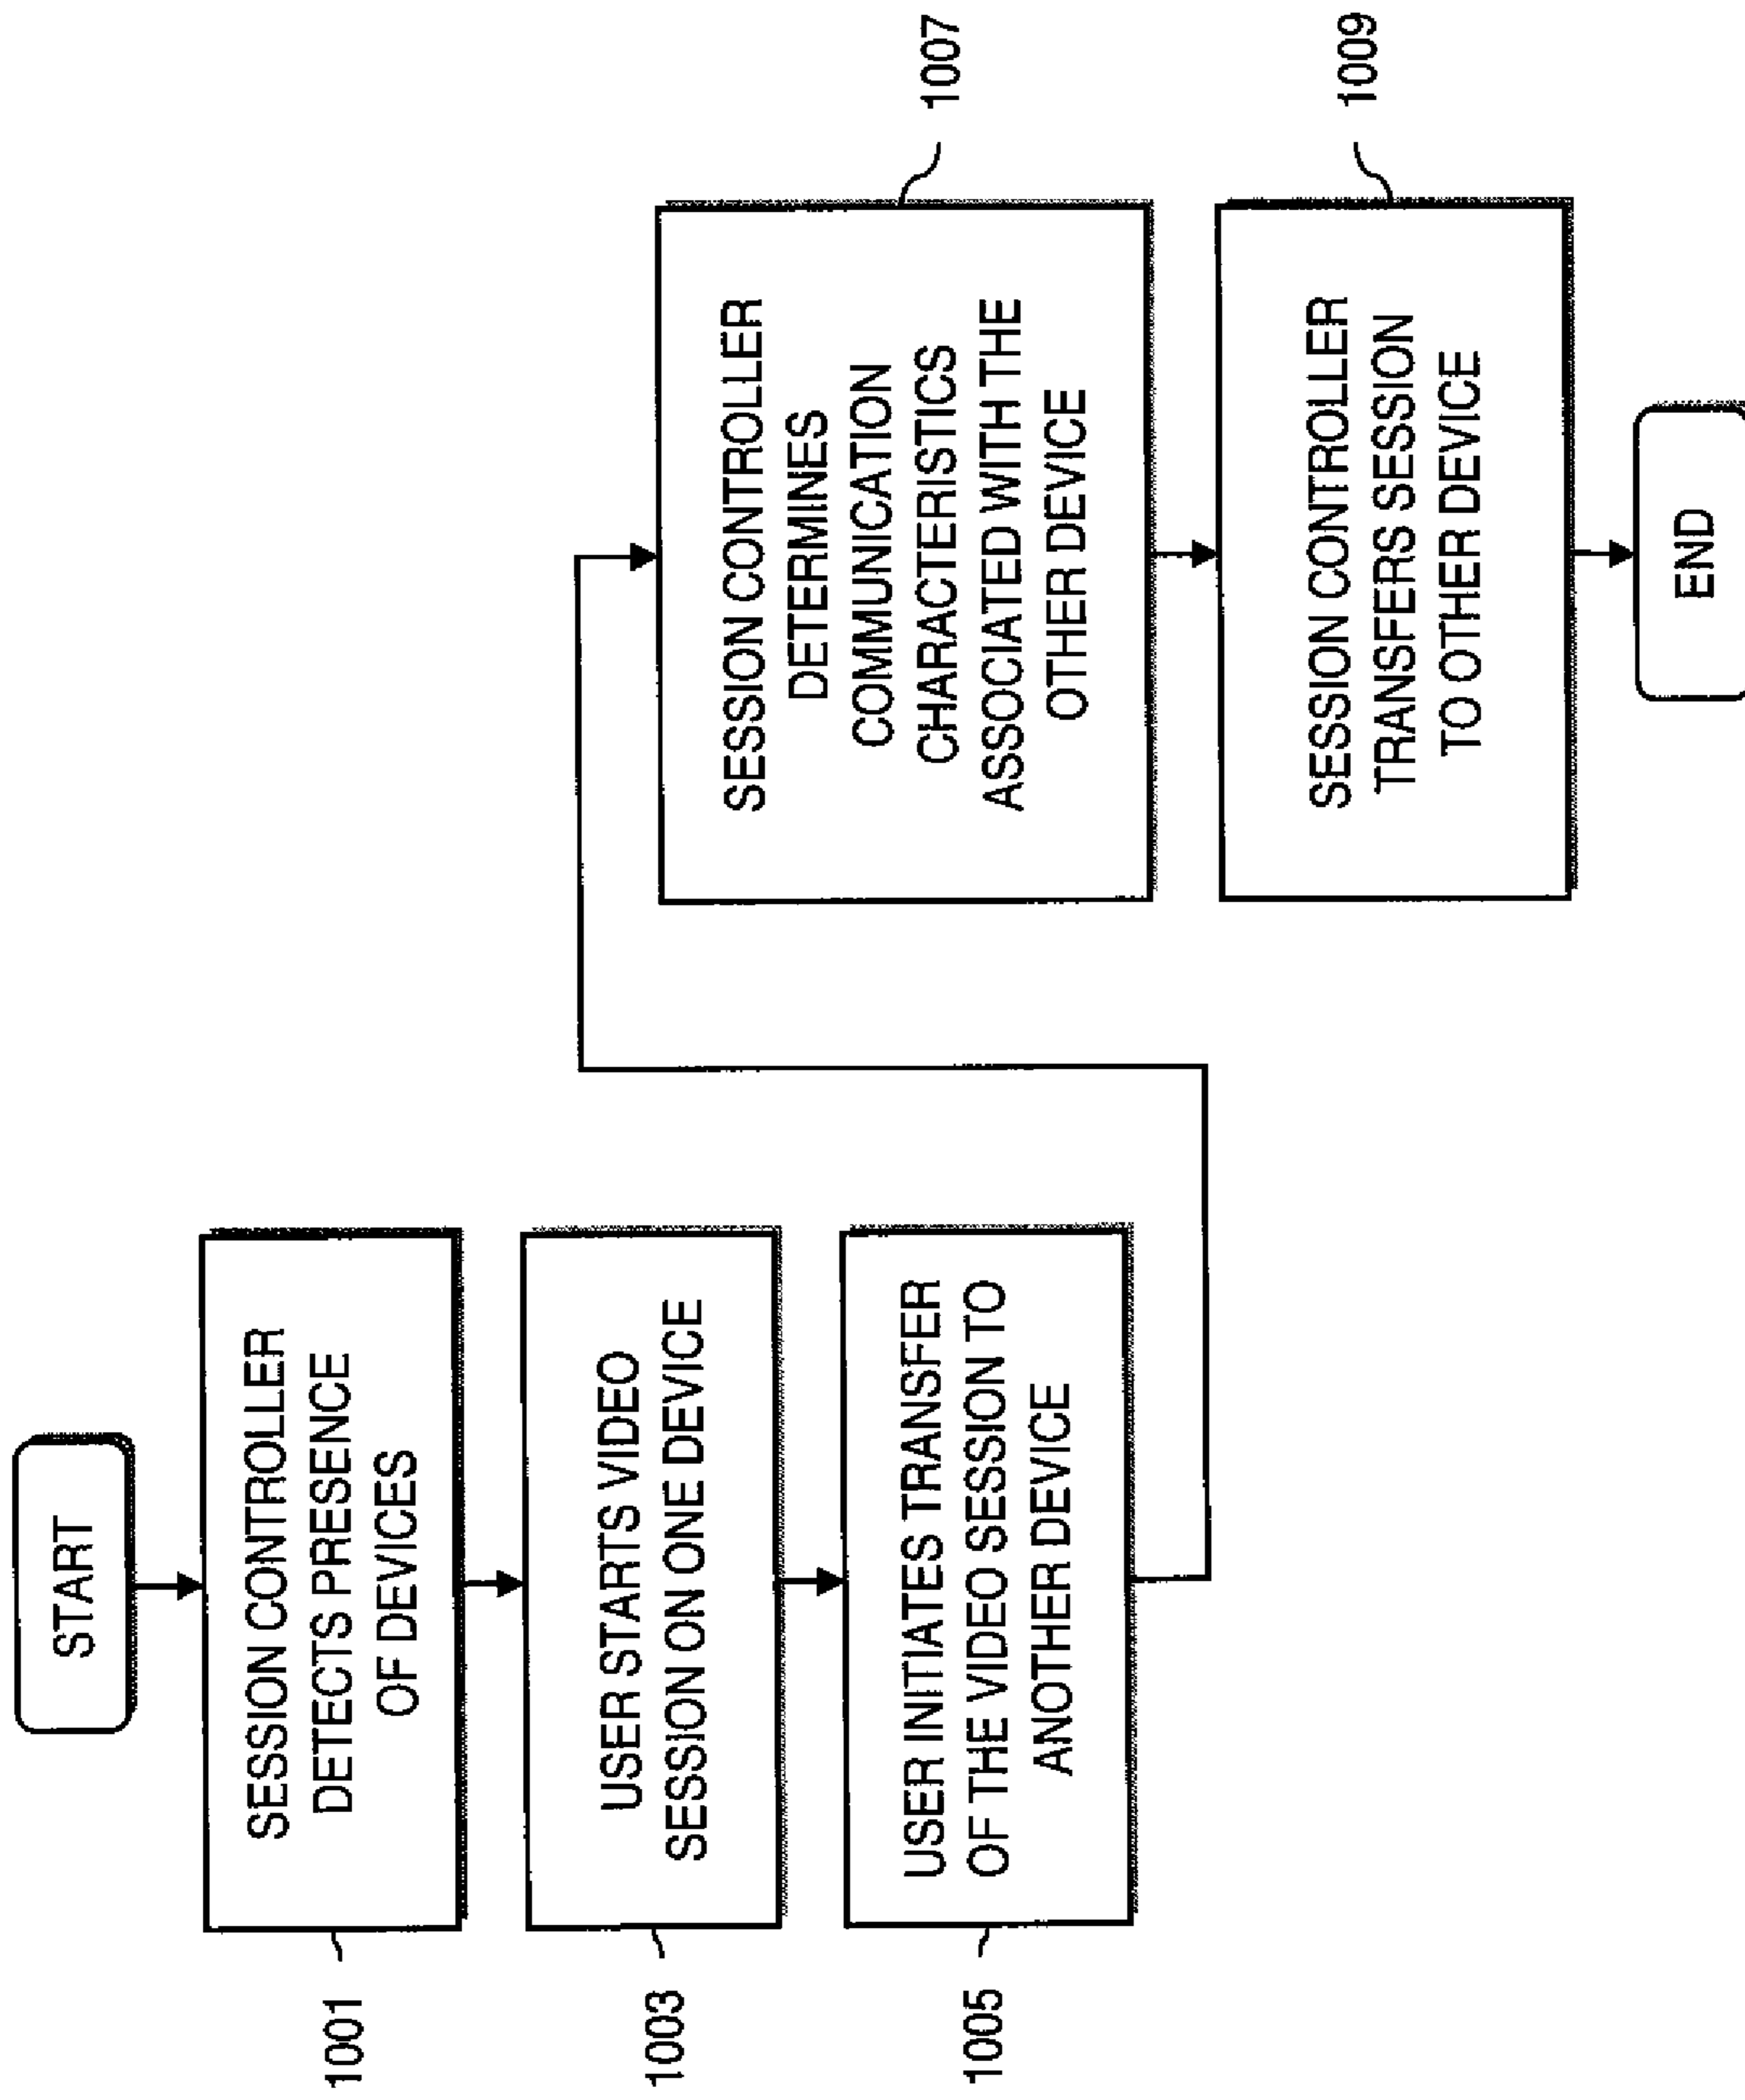 START
SESSION CONTROLLER
DETECTS PRESENCE
OF DEVICES
1001
USER STARTS VIDEO
SESSION ON ONE DEVICE
1003
USER INITIATES TRANSFER
OF THE VIDEO SESSION TO
ANOTHER DEVICE
1005
SESSION CONTROLLER
DETERMINES
COMMUNICATION
CHARACTERISTICS
ASSOCIATED WITH THE
OTHER DEVICE
1007
SESSION CONTROLLER
TRANSFERS SESSION
TO OTHER DEVICE
1009
END